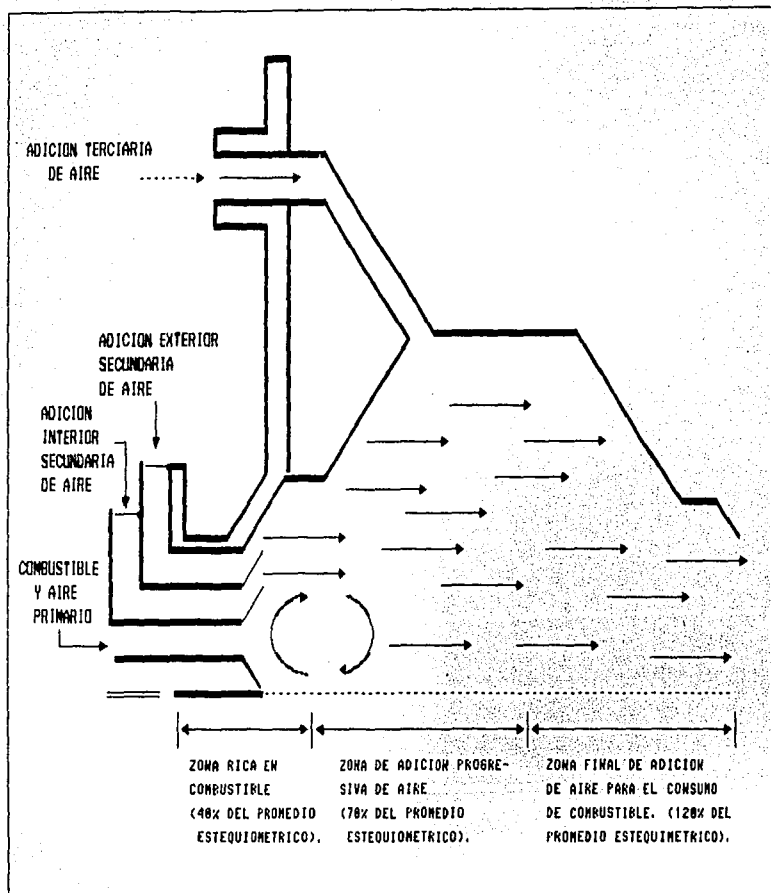 ADICION TERCIARIA
DE AIRE
ADICION EXTERIOR
SECUNDARIA
DE AIRE
ADICION
INTERIOR
SECUNDARIA
DE AIRE
COMBUSTIBLE
Y AIRE
PRIMARIO
ZONA RICA EN
COMBUSTIBLE
(40% DEL PROMEDIO
ESTEQUIOMETRICO).
ZONA DE ADICION PROGRE-
SIVA DE AIRE
(70% DEL PROMEDIO
ESTEQUIOMETRICO).
ZONA FINAL DE ADICION
DE AIRE PARA EL CONSUMO
DE COMBUSTIBLE. (120% DEL
PROMEDIO ESTEQUIMETRICO).